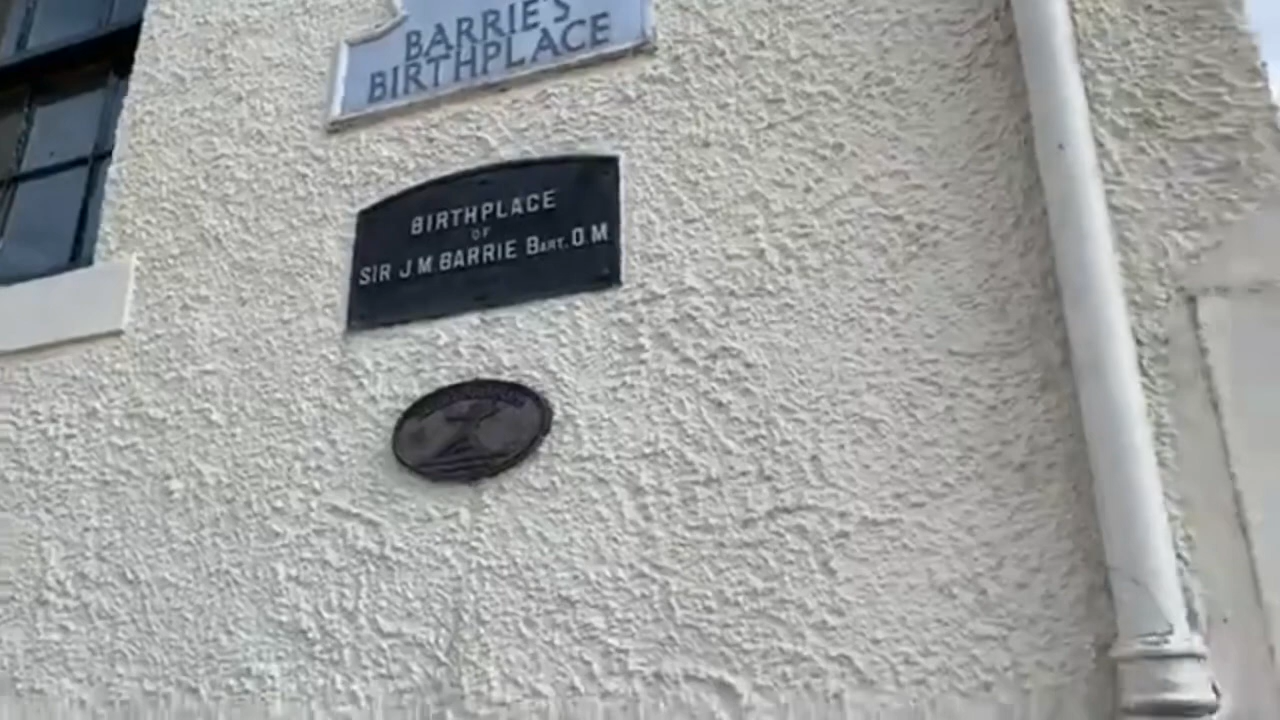 BARRIE'S
BIRTHPLACE
BIRTHPLACE
OF
SIR J.M. BARRIE BART. O.M